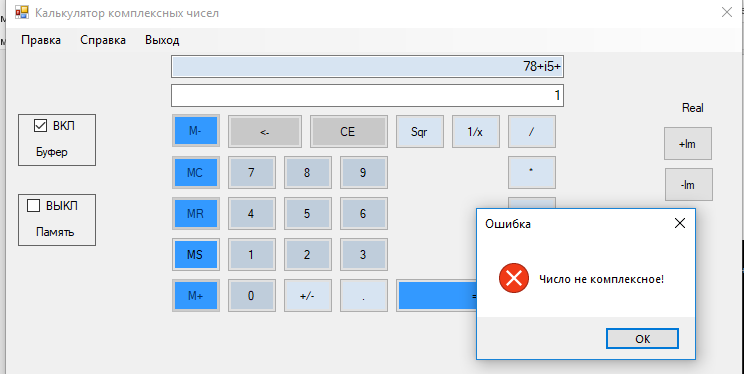 Калькулятор комплексных чисел
Правка Справка Выход
78+i5+
1
Real
ВКЛ
Буфер
M- <- CE Sqr 1/x /
+Im
MC 7 8 9 *
-Im
ВЫКЛ
Память
MR 4 5 6
Ошибка
MS 1 2 3
Число не комплексное!
M+ 0 +/- . =
OK